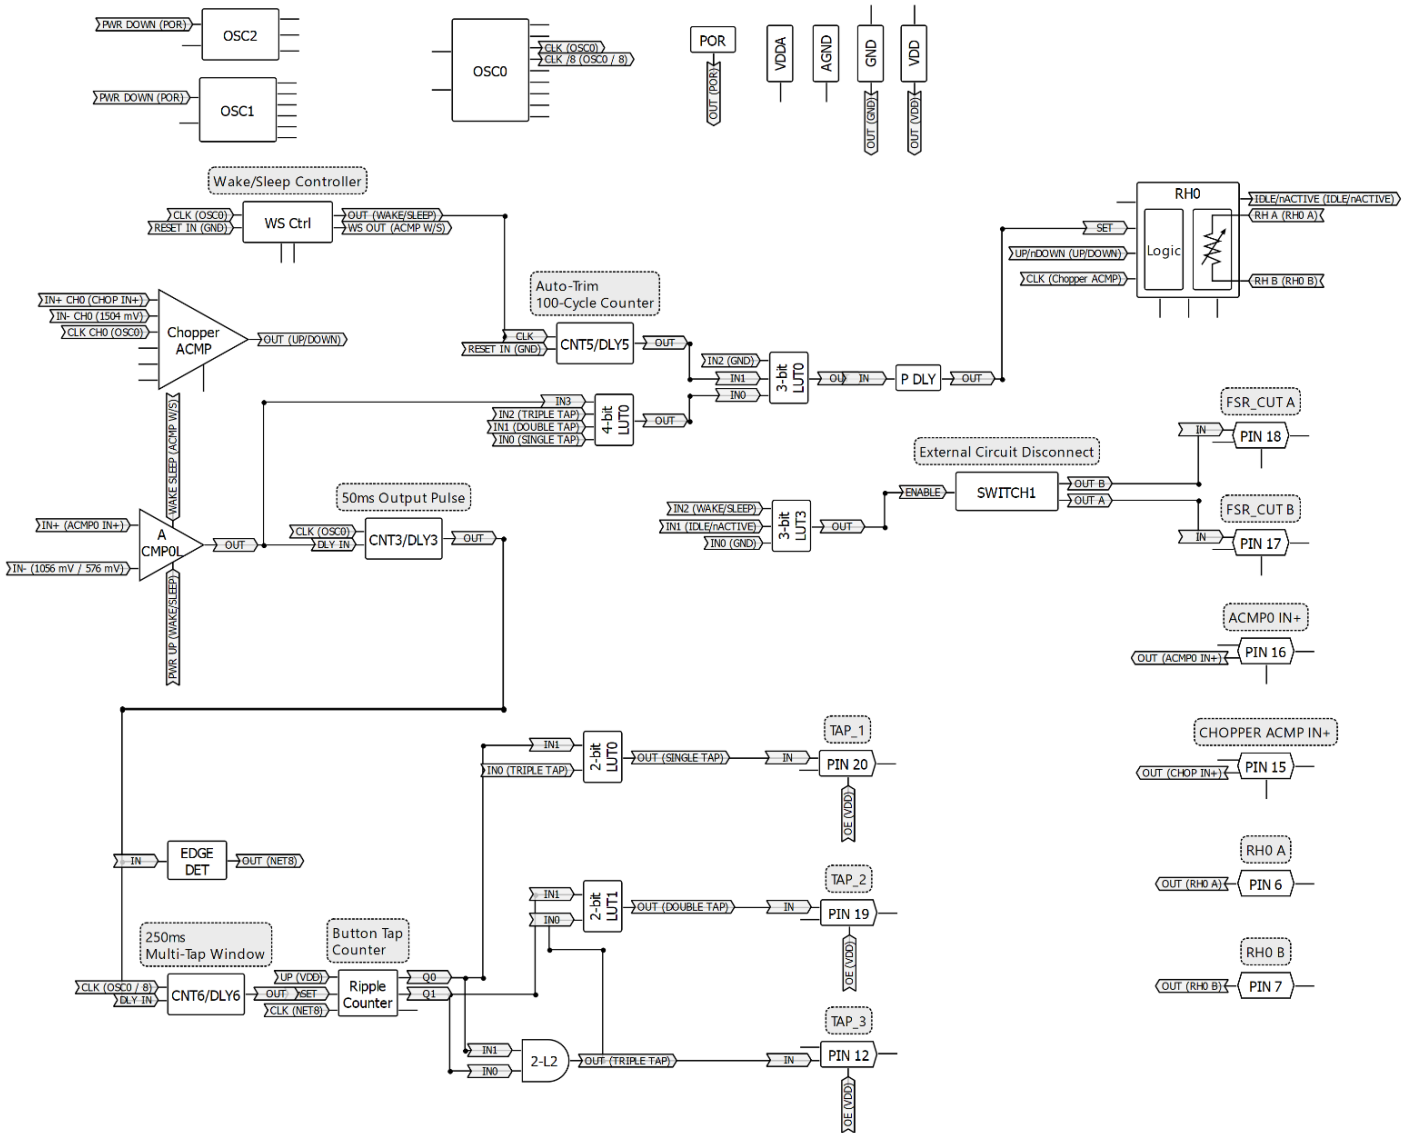 PWR DOWN (POR)
OSC2
PWR DOWN (POR)
OSC1
OSC0
CLK (OSC0)
CLK /8 (OSC0 / 8)
POR
OUT (POR)
VDDA
AGND
GND
OUT (GND)
VDD
OUT (VDD)
Wake/Sleep Controller
CLK (OSC0)
RESET IN (GND)
WS Ctrl
OUT (WAKE/SLEEP)
WS OUT (ACMP W/S)
RH0
Logic
SET
UP/nDOWN (UP/DOWN)
CLK (Chopper ACMP)
IDLE/nACTIVE (IDLE/nACTIVE)
RH A (RH0 A)
RH B (RH0 B)
IN+ CH0 (CHOP IN+)
IN- CH0 (1504 mV)
CLK CH0 (OSC0)
Chopper
ACMP
OUT (UP/DOWN)
Auto-Trim
100-Cycle Counter
CLK
RESET IN (GND)
CNT5/DLY5
OUT
IN2 (GND)
IN1
IN0
3-bit
LUT0
OU
IN
P DLY
OUT
IN3
IN2 (TRIPLE TAP)
IN1 (DOUBLE TAP)
IN0 (SINGLE TAP)
4-bit
LUT0
OUT
WAKE SLEEP (ACMP W/S)
IN+ (ACMP0 IN+)
IN- (1056 mV / 576 mV)
A
CMP0L
OUT
PWR UP (WAKE/SLEEP)
50ms Output Pulse
CLK (OSC0)
DLY IN
CNT3/DLY3
OUT
IN2 (WAKE/SLEEP)
IN1 (IDLE/nACTIVE)
IN0 (GND)
3-bit
LUT3
OUT
External Circuit Disconnect
ENABLE
SWITCH1
OUT B
OUT A
FSR_CUT A
IN
PIN 18
FSR_CUT B
IN
PIN 17
ACMP0 IN+
OUT (ACMP0 IN+)
PIN 16
CHOPPER ACMP IN+
OUT (CHOP IN+)
PIN 15
RH0 A
OUT (RH0 A)
PIN 6
RH0 B
OUT (RH0 B)
PIN 7
IN1
IN0 (TRIPLE TAP)
2-bit
LUT0
OUT (SINGLE TAP)
TAP_1
IN
PIN 20
OE (VDD)
IN
EDGE
DET
OUT (NET8)
IN1
IN0
2-bit
LUT1
OUT (DOUBLE TAP)
TAP_2
IN
PIN 19
OE (VDD)
250ms
Multi-Tap Window
CLK (OSC0 / 8)
DLY IN
CNT6/DLY6
OUT
SET
Button Tap
Counter
UP (VDD)
CLK (NET8)
Ripple
Counter
Q0
Q1
IN1
IN0
2-L2
OUT (TRIPLE TAP)
TAP_3
IN
PIN 12
OE (VDD)